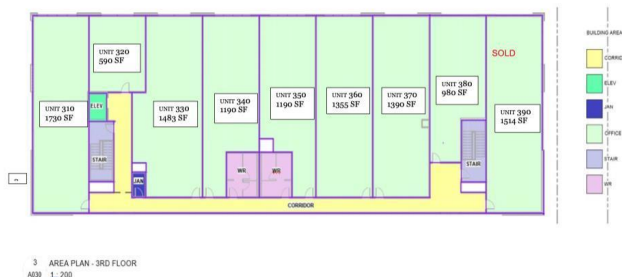 BUILDING AREA
SOLD
UNIT 320
590 SF
ELEV
UNIT 310
1730 SF
UNIT 330
1483 SF
UNIT 340
1190 SF
UNIT 350
1190 SF
UNIT 360
1355 SF
UNIT 370
1390 SF
UNIT 380
980 SF
UNIT 390
1514 SF
STAIR
JAN
WR
WR
STAIR
CORRIDOR
CORRID
ELEV
JAN
OFFICE
STAIR
WR
3 AREA PLAN - 3RD FLOOR
A030 1 : 200